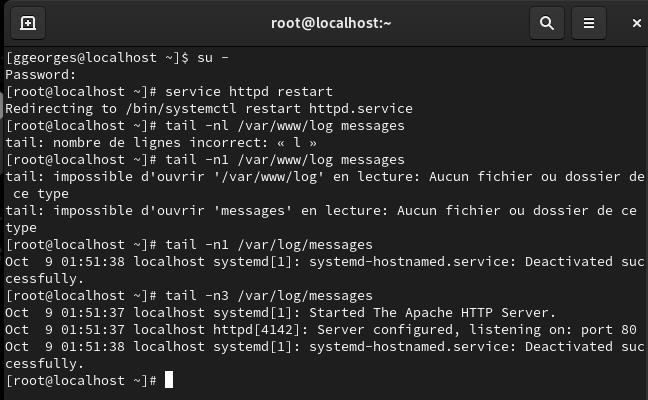 root@localhost:~
[ggeorges@localhost ~]$ su -
Password:
[root@localhost ~]# service httpd restart
Redirecting to /bin/systemctl restart httpd.service
[root@localhost ~]# tail -nl /var/www/log messages
tail: nombre de lignes incorrect: « l »
[root@localhost ~]# tail -n1 /var/www/log messages
tail: impossible d'ouvrir '/var/www/log' en lecture: Aucun fichier ou dossier de
 ce type
tail: impossible d'ouvrir 'messages' en lecture: Aucun fichier ou dossier de ce
type
[root@localhost ~]# tail -n1 /var/log/messages
Oct  9 01:51:38 localhost systemd[1]: systemd-hostnamed.service: Deactivated suc
cessfully.
[root@localhost ~]# tail -n3 /var/log/messages
Oct  9 01:51:37 localhost systemd[1]: Started The Apache HTTP Server.
Oct  9 01:51:37 localhost httpd[4142]: Server configured, listening on: port 80
Oct  9 01:51:38 localhost systemd[1]: systemd-hostnamed.service: Deactivated suc
cessfully.
[root@localhost ~]#